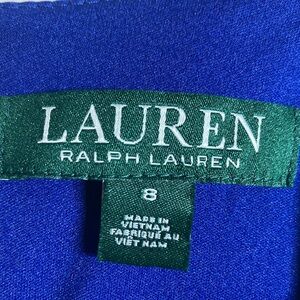 LAUREN
RALPH LAUREN
8
MADE IN
VIETNAM
FABRIQUÉ AU
VIÊT NAM